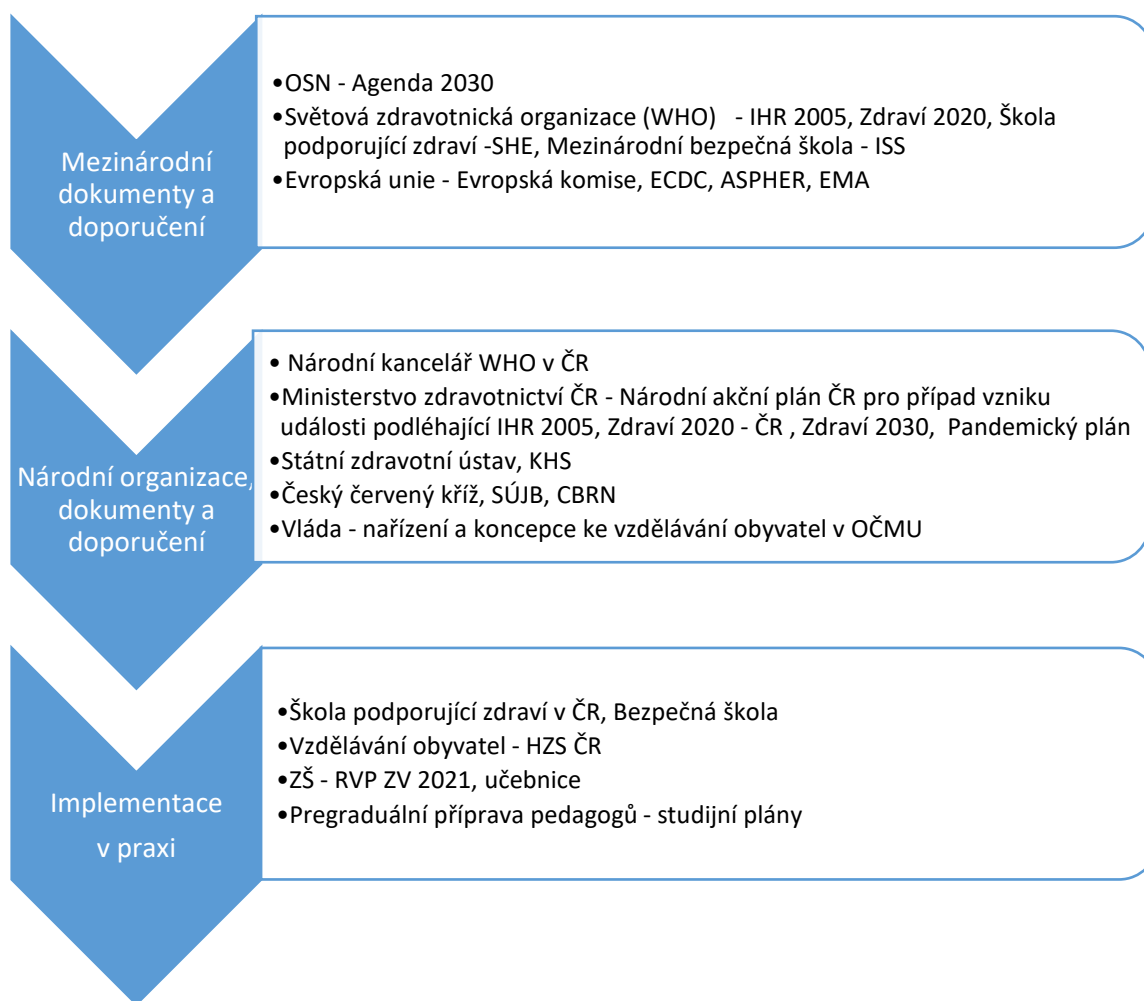 Mezinárodní
dokumenty a
doporučení
•OSN - Agenda 2030
•Světová zdravotnická organizace (WHO) - IHR 2005, Zdraví 2020, Škola
podporující zdraví -SHE, Mezinárodní bezpečná škola - ISS
•Evropská unie - Evropská komise, ECDC, ASPHER, EMA
Národní organizace,
dokumenty a
doporučení
• Národní kancelář WHO v ČR
•Ministerstvo zdravotnictví ČR - Národní akční plán ČR pro případ vzniku
události podléhající IHR 2005, Zdraví 2020 - ČR , Zdraví 2030, Pandemický plán
•Státní zdravotní ústav, KHS
•Český červený kříž, SÚJB, CBRN
•Vláda - nařízení a koncepce ke vzdělávání obyvatel v OČMU
Implementace
v praxi
•Škola podporující zdraví v ČR, Bezpečná škola
•Vzdělávání obyvatel - HZS ČR
•ZŠ - RVP ZV 2021, učebnice
•Pregraduální příprava pedagogů - studijní plány